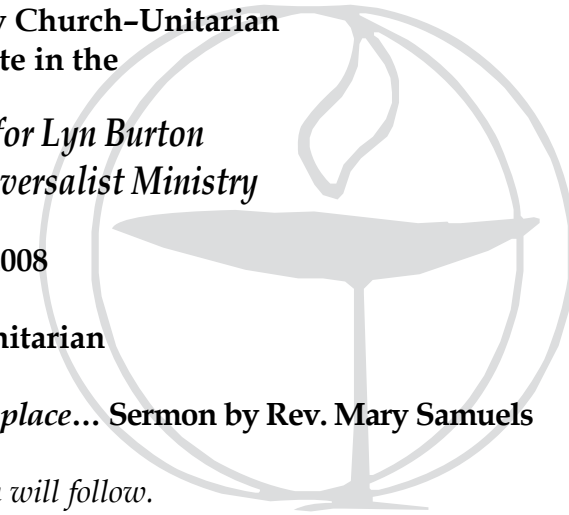 Church–Unitarian
te in the
for Lyn Burton
versalist Ministry
008
nitarian
place… Sermon by Rev. Mary Samuels
will follow.